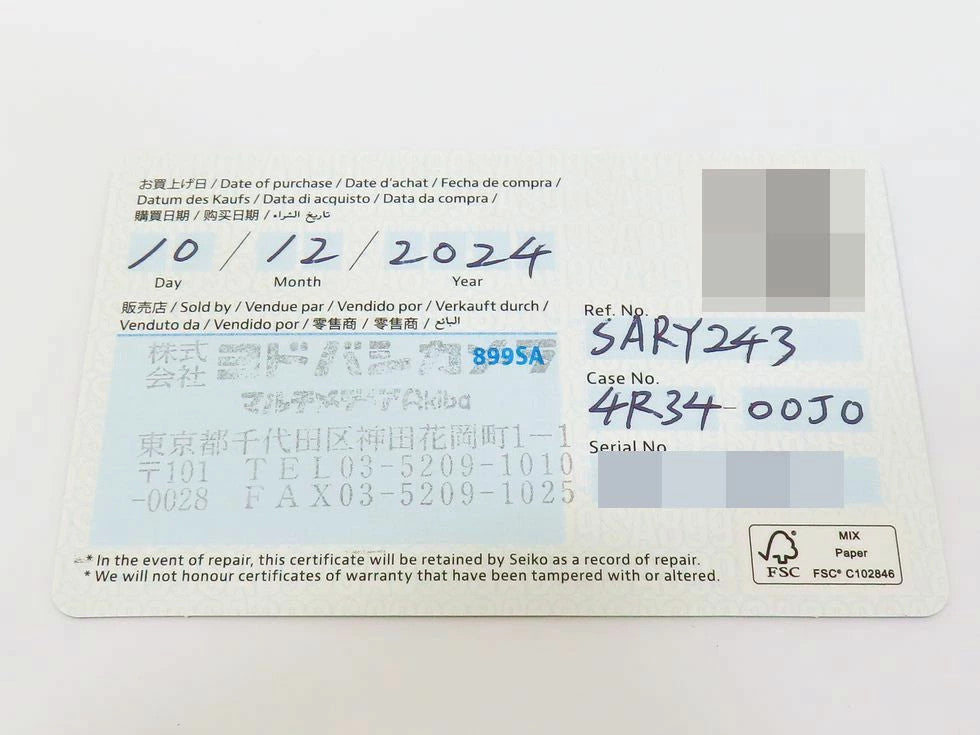 お買上げ日 / Date of purchase / Date d'achat / Fecha de compra /
Datum des Kaufs / Data di acquisto / Data da compra /
購買日期 / 购买日期 / تاريخ الشراء
10 / 12 / 2024
Day Month Year
販売店 / Sold by / Vendue par / Vendido por / Verkauft durch /
Venduto da / Vendido por / 零售商 / 零售商 / البائع
株式会社 ヨドバシカメラ
899SA
マルチメディアAkiba
東京都千代田区神田花岡町1-1
〒101 TEL03-5209-1010
-0028 FAX03-5209-1025
Ref. No.
SARY243
Case No.
4R34-00J0
Serial No.
* In the event of repair, this certificate will be retained by Seiko as a record of repair.
* We will not honour certificates of warranty that have been tampered with or altered.
FSC
MIX
Paper
FSC® C102846